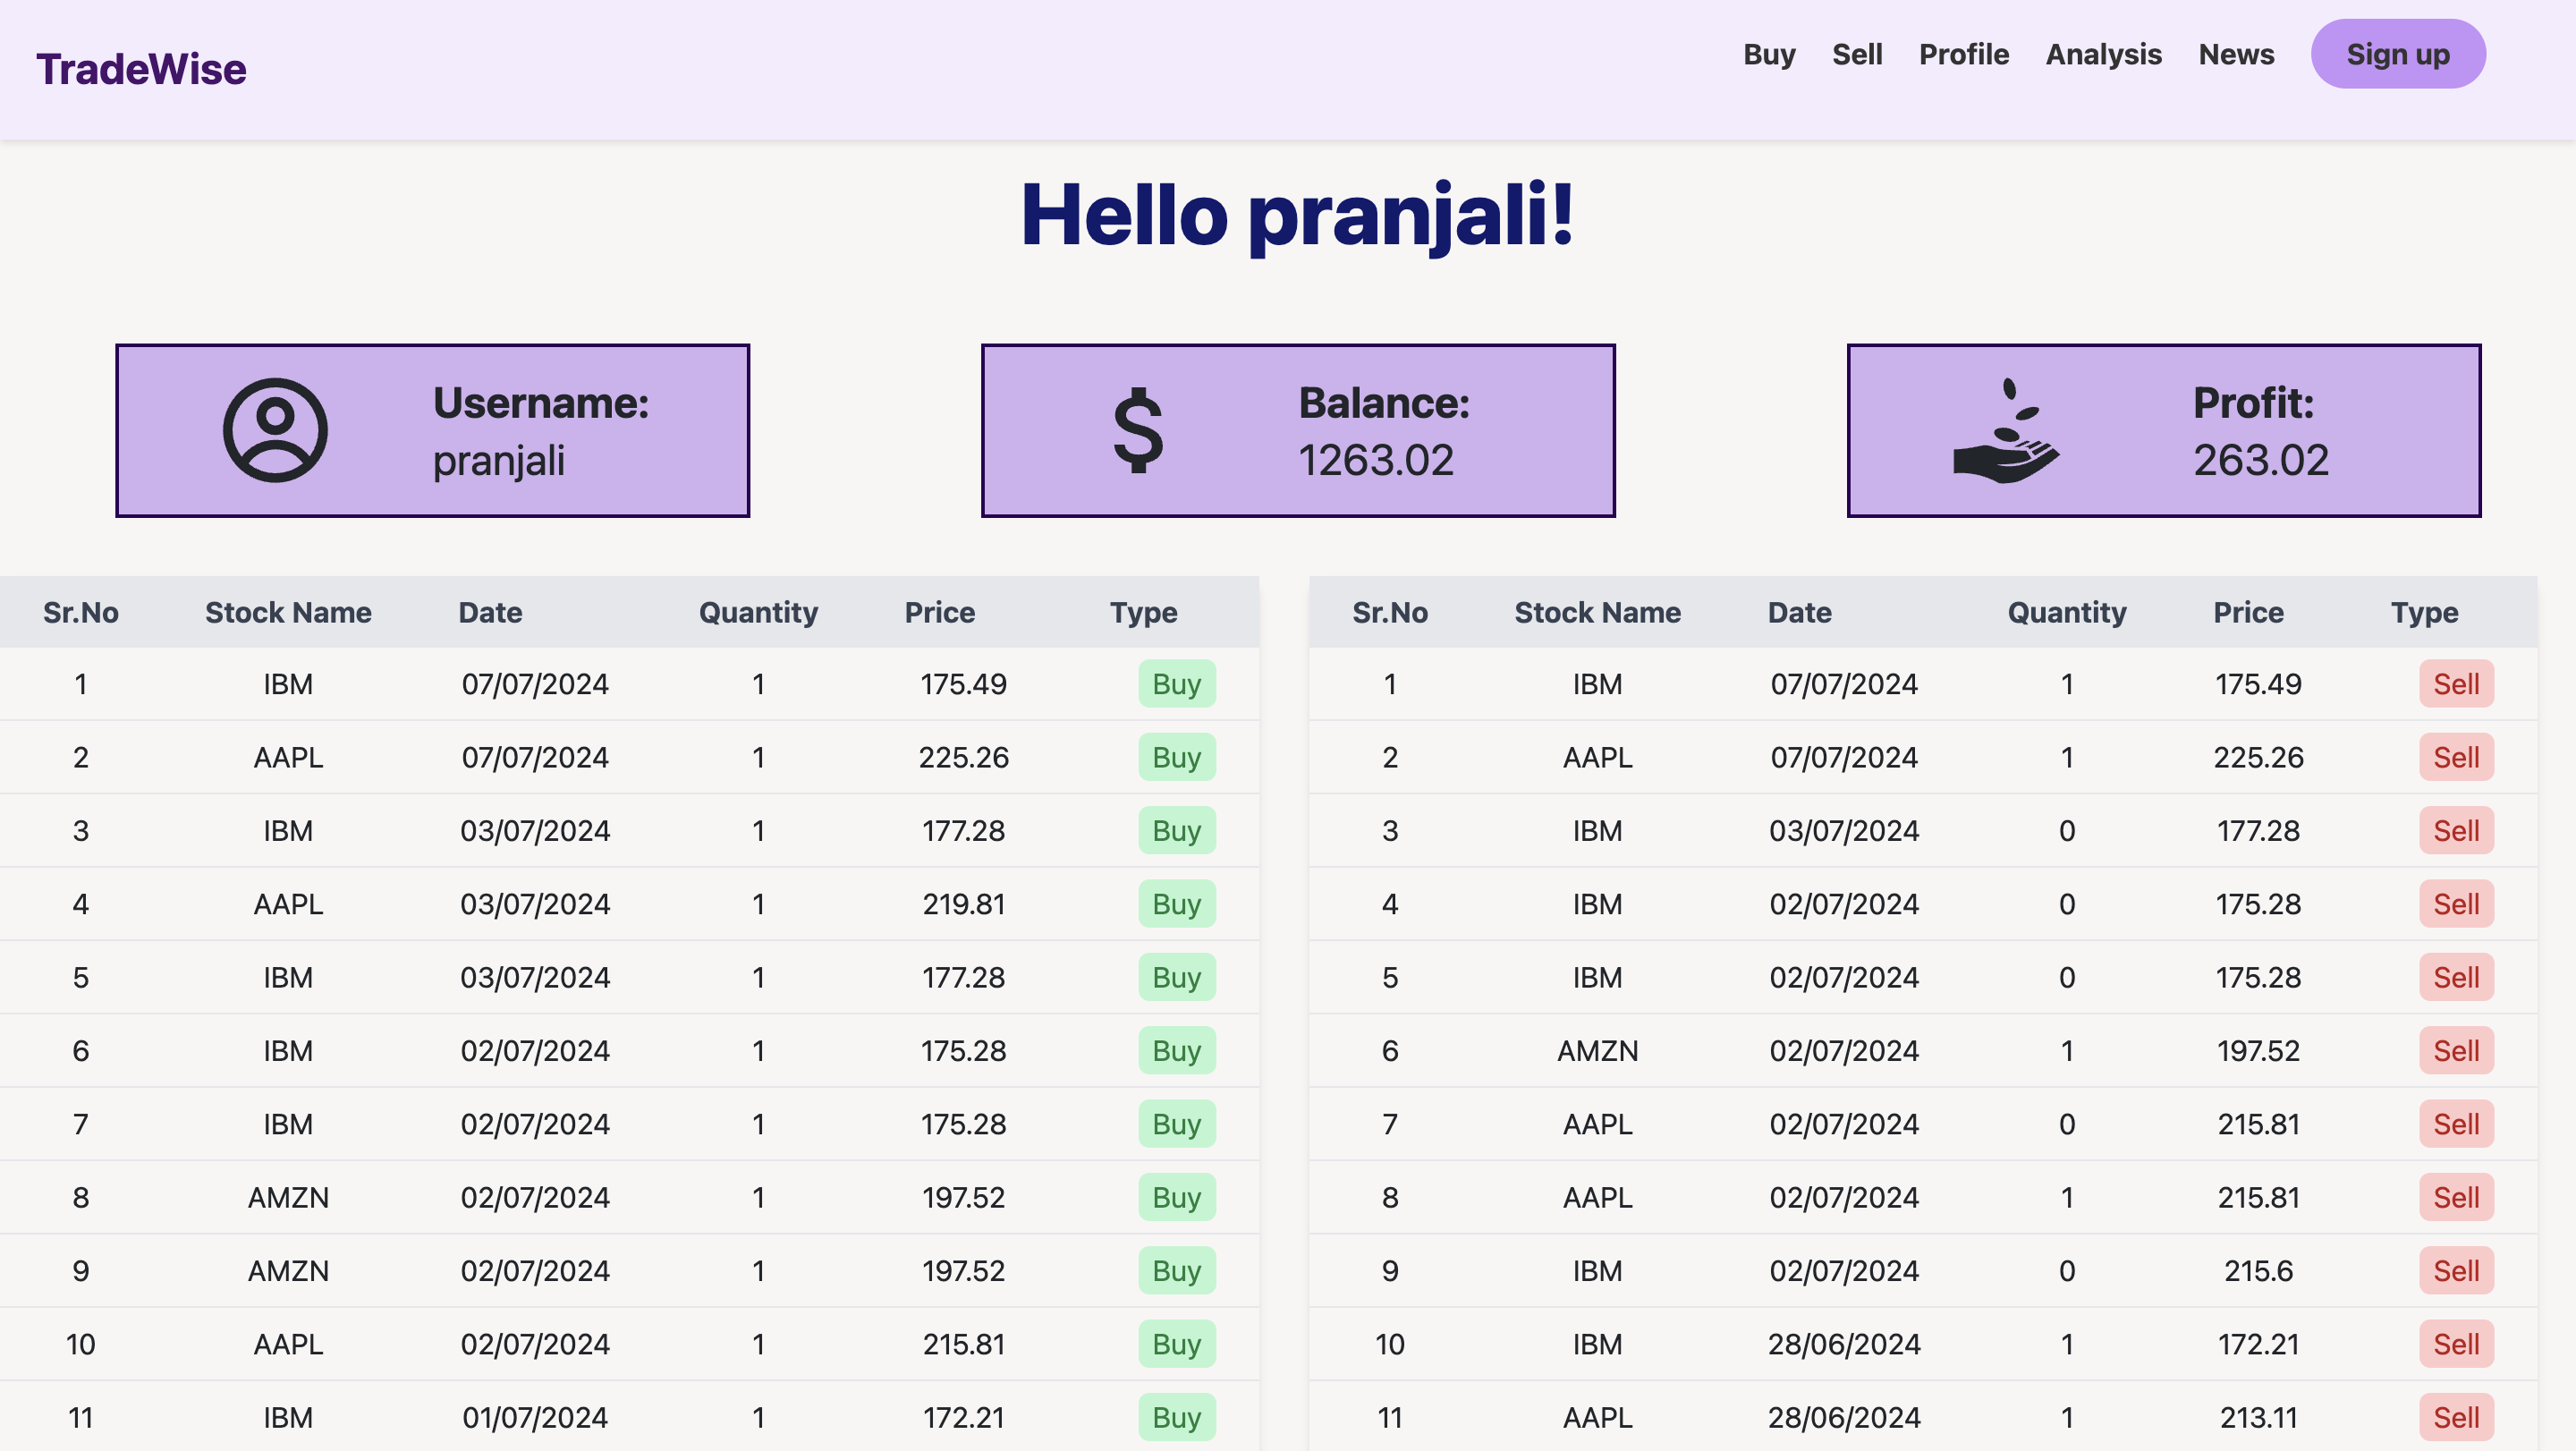 TradeWise
Buy Sell Profile Analysis News Sign up
Hello pranjali!
Username:
pranjali
Balance:
1263.02
Profit:
263.02
Sr.No Stock Name Date Quantity Price Type
1 IBM 07/07/2024 1 175.49 Buy
2 AAPL 07/07/2024 1 225.26 Buy
3 IBM 03/07/2024 1 177.28 Buy
4 AAPL 03/07/2024 1 219.81 Buy
5 IBM 03/07/2024 1 177.28 Buy
6 IBM 02/07/2024 1 175.28 Buy
7 IBM 02/07/2024 1 175.28 Buy
8 AMZN 02/07/2024 1 197.52 Buy
9 AMZN 02/07/2024 1 197.52 Buy
10 AAPL 02/07/2024 1 215.81 Buy
11 IBM 01/07/2024 1 172.21 Buy
Sr.No Stock Name Date Quantity Price Type
1 IBM 07/07/2024 1 175.49 Sell
2 AAPL 07/07/2024 1 225.26 Sell
3 IBM 03/07/2024 0 177.28 Sell
4 IBM 02/07/2024 0 175.28 Sell
5 IBM 02/07/2024 0 175.28 Sell
6 AMZN 02/07/2024 1 197.52 Sell
7 AAPL 02/07/2024 0 215.81 Sell
8 AAPL 02/07/2024 1 215.81 Sell
9 IBM 02/07/2024 0 215.6 Sell
10 IBM 28/06/2024 1 172.21 Sell
11 AAPL 28/06/2024 1 213.11 Sell